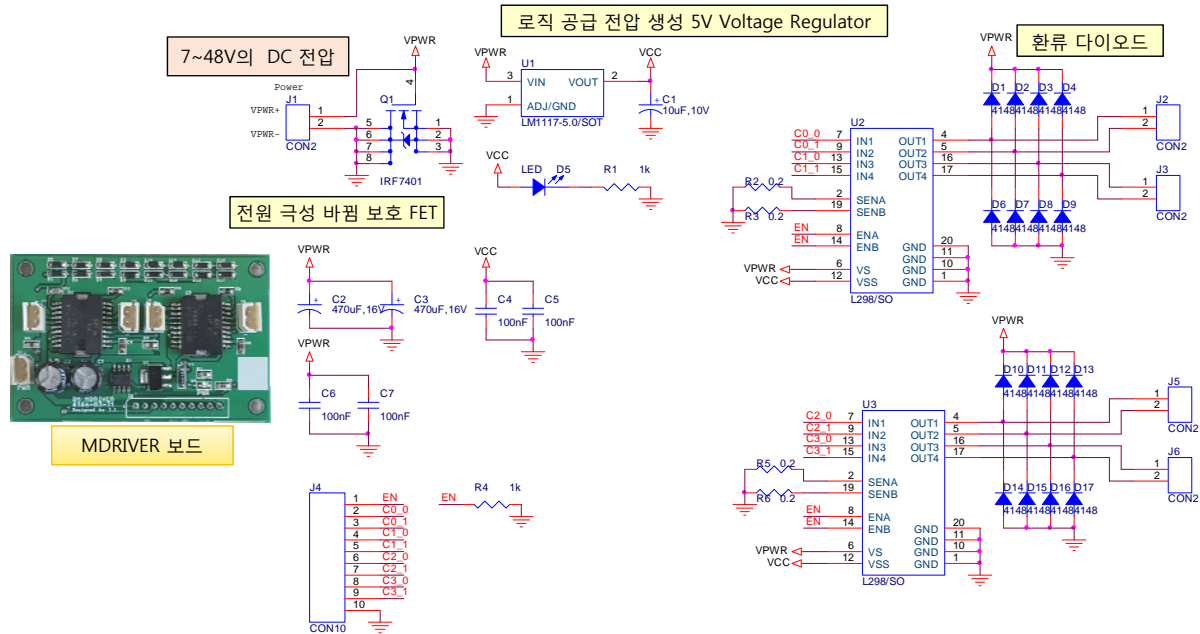 로직 공급 전압 생성 5V Voltage Regulator
7~48V의 DC 전압
환류 다이오드
전원 극성 바뀜 보호 FET
MDRIVER 보드
Power
J1
VPWR+
VPWR-
1
2
CON2
VPWR
4
Q1
5
6
7
8
1
2
3
IRF7401
VPWR
U1
3
VIN
VOUT
2
1
ADJ/GND
LM1117-5.0/SOT
VCC
C1
10uF,10V
VCC
LED
D5
R1
1k
VPWR
C2
470uF,16V
C3
470uF,16V
VCC
C4
100nF
C5
100nF
VPWR
C6
100nF
C7
100nF
J4
1 EN
2 C0_0
3 C0_1
4 C1_0
5 C1_1
6 C2_0
7 C2_1
8 C3_0
9 C3_1
10
CON10
EN
R4
1k
U2
C0_0 7 IN1 OUT1 4
C0_1 9 IN2 OUT2 5
C1_0 13 IN3 OUT3 16
C1_1 15 IN4 OUT4 17
R2 0.2
2 SENA
19 SENB
R3 0.2
EN 8 ENA
EN 14 ENB
GND 20
GND 11
GND 10
GND 1
VPWR 6 VS
VCC 12 VSS
L298/SO
VPWR
D1 D2 D3 D4
4148 4148 4148 4148
D6 D7 D8 D9
4148 4148 4148 4148
J2
1
2
CON2
J3
1
2
CON2
U3
C2_0 7 IN1 OUT1 4
C2_1 9 IN2 OUT2 5
C3_0 13 IN3 OUT3 16
C3_1 15 IN4 OUT4 17
R5 0.2
2 SENA
19 SENB
R6 0.2
EN 8 ENA
EN 14 ENB
GND 20
GND 11
GND 10
GND 1
VPWR 6 VS
VCC 12 VSS
L298/SO
VPWR
D10 D11 D12 D13
4148 4148 4148 4148
D14 D15 D16 D17
4148 4148 4148 4148
J5
1
2
CON2
J6
1
2
CON2